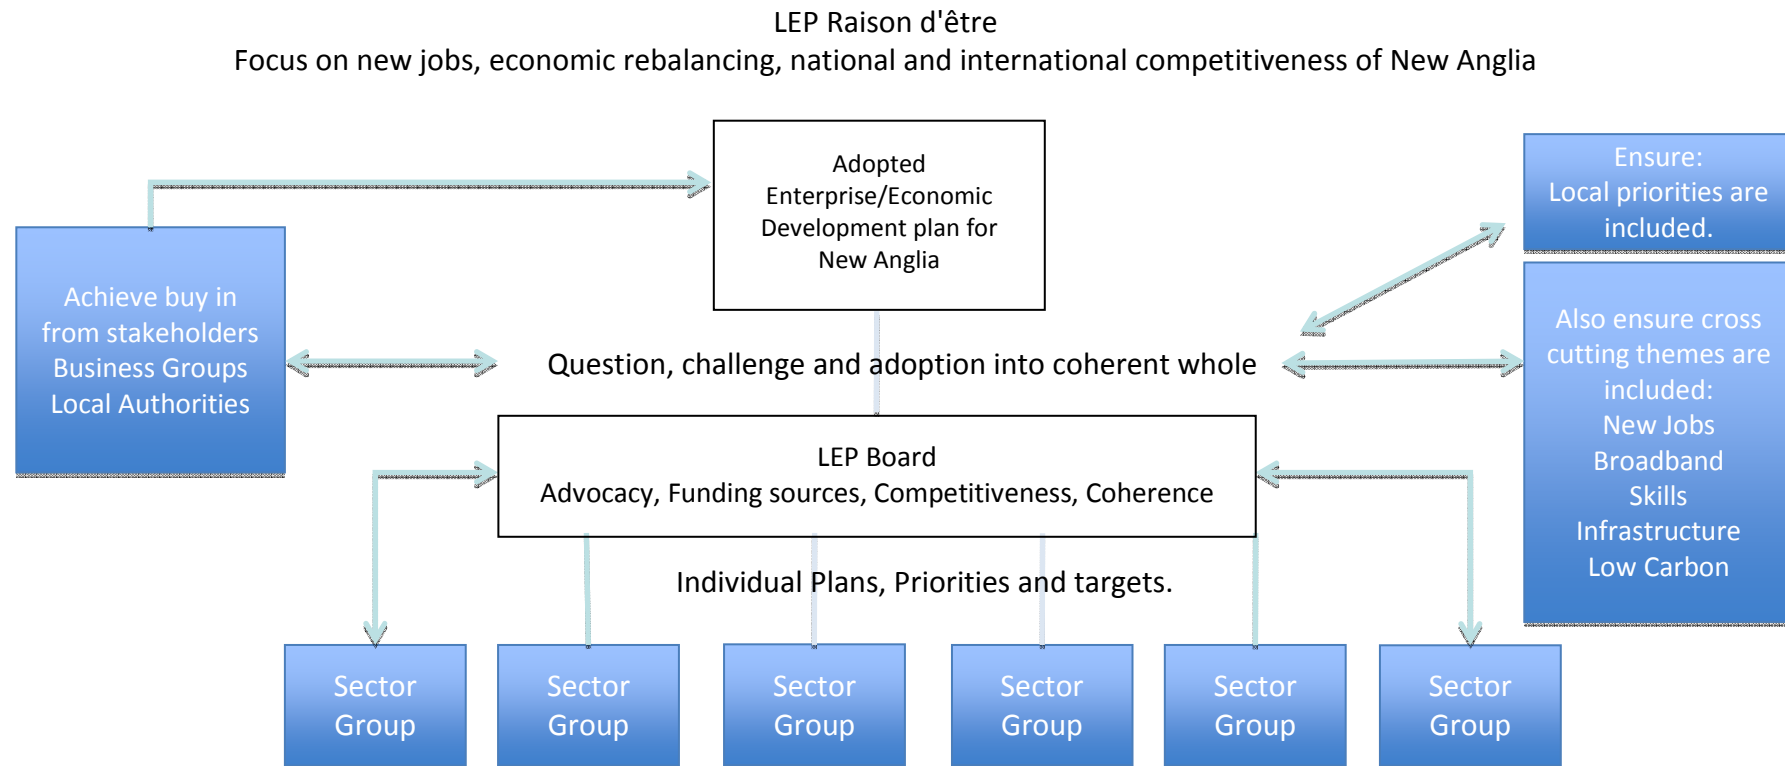 LEP Raison d'être
Focus on new jobs, economic rebalancing, national and international competitiveness of New Anglia
Adopted
Enterprise/Economic
Development plan for
New Anglia
Ensure:
Local priorities are
included.
Achieve buy in
from stakeholders
Business Groups
Local Authorities
Question, challenge and adoption into coherent whole
Also ensure cross
cutting themes are
included:
New Jobs
Broadband
Skills
Infrastructure
Low Carbon
LEP Board
Advocacy, Funding sources, Competitiveness, Coherence
Individual Plans, Priorities and targets.
Sector
Group
Sector
Group
Sector
Group
Sector
Group
Sector
Group
Sector
Group